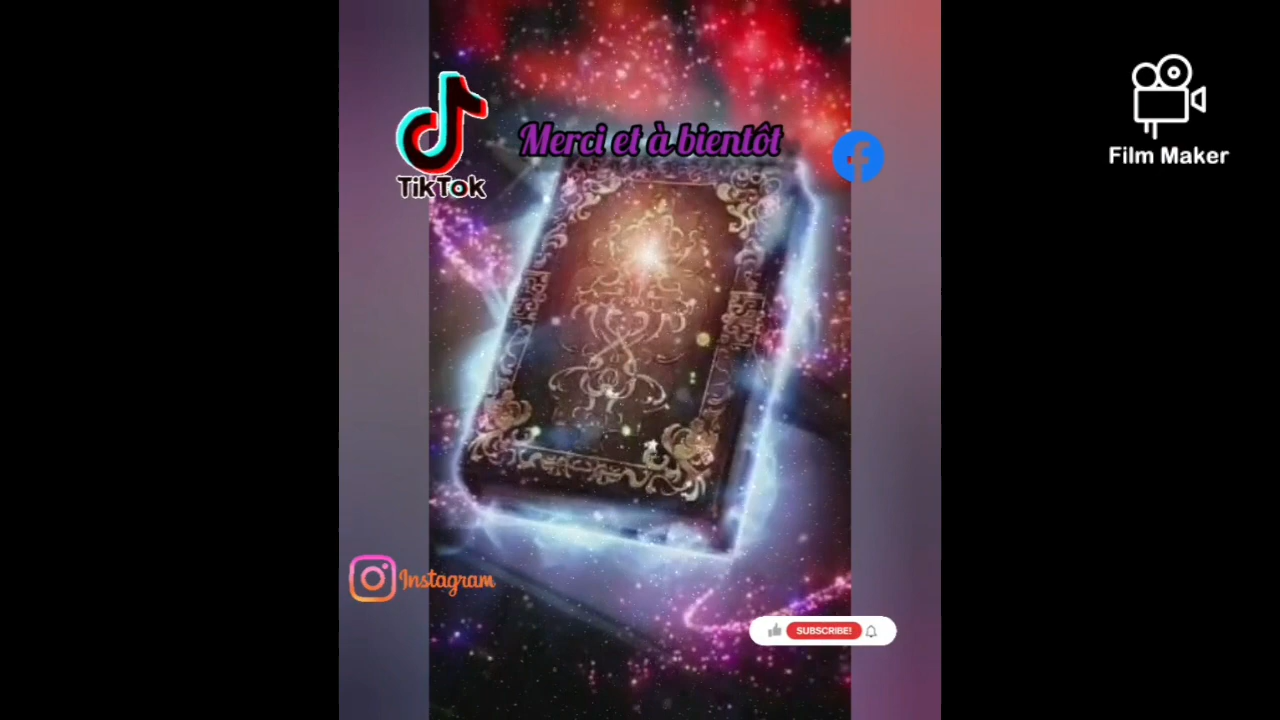 Merci et à bientôt
TikTok
Film Maker
Instagram
SUBSCRIBE!